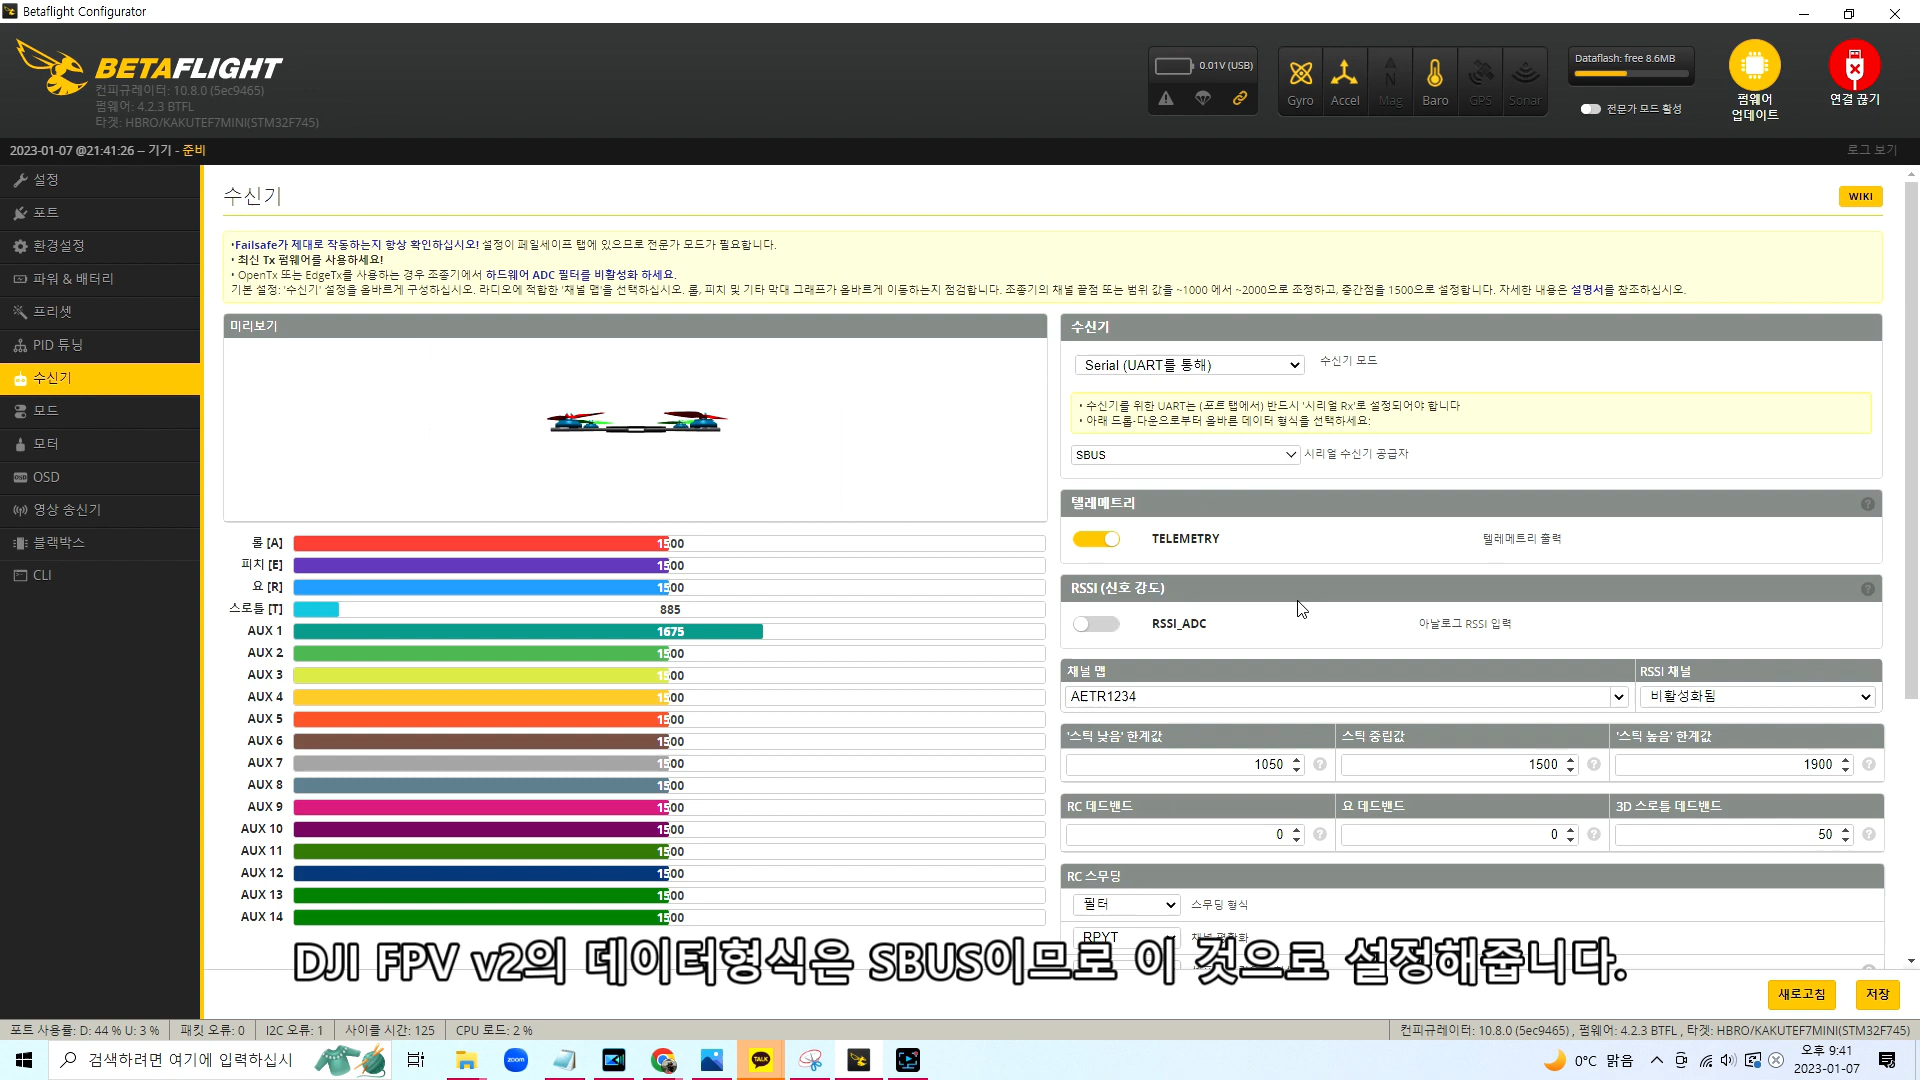 Betaflight Configurator
BETAFLIGHT
컨피규레이터: 10.8.0 (5ec9465)
펌웨어: 4.2.3 BTFL
타겟: HBRO/KAKUTEF7MINI(STM32F745)
0.01V (USB)
Gyro
Accel
Mag
Baro
GPS
Sonar
Dataflash: free 8.6MB
전문가 모드 활성
펌웨어
업데이트
연결 끊기
2023-01-07 @21:41:26 -- 기기 - 준비
로그 보기
설정
포트
환경설정
파워 & 배터리
프리셋
PID 튜닝
수신기
모드
모터
OSD
영상 송신기
블랙박스
CLI
수신기
WIKI
•Failsafe가 제대로 작동하는지 항상 확인하십시오! 설정이 페일세이프 탭에 있으므로 전문가 모드가 필요합니다.
• 최신 Tx 펌웨어를 사용하세요!
• OpenTx 또는 EdgeTx를 사용하는 경우 조종기에서 하드웨어 ADC 필터를 비활성화 하세요.
기본 설정: '수신기' 설정을 올바르게 구성하십시오. 라디오에 적합한 '채널 맵'을 선택하십시오. 롤, 피치 및 기타 막대 그래프가 올바르게 이동하는지 점검합니다. 조종기의 채널 끝점 또는 범위 값을 ~1000 에서 ~2000으로 조정하고, 중간점을 1500으로 설정합니다. 자세한 내용은 설명서를 참조하십시오.
미리보기
롤 [A] 1500
피치 [E] 1500
요 [R] 1500
스로틀 [T] 885
AUX 1 1675
AUX 2 1500
AUX 3 1500
AUX 4 1500
AUX 5 1500
AUX 6 1500
AUX 7 1500
AUX 8 1500
AUX 9 1500
AUX 10 1500
AUX 11 1500
AUX 12 1500
AUX 13 1500
AUX 14 1500
수신기
Serial (UART를 통해) 수신기 모드
• 수신기를 위한 UART는 (포트 탭에서) 반드시 '시리얼 Rx'로 설정되어야 합니다
• 아래 드롭-다운으로부터 올바른 데이터 형식을 선택하세요:
SBUS 시리얼 수신기 공급자
텔레메트리
TELEMETRY 텔레메트리 출력
RSSI (신호 강도)
RSSI_ADC 아날로그 RSSI 입력
채널 맵 RSSI 채널
AETR1234 비활성화됨
'스틱 낮음' 한계값 스틱 중립값 '스틱 높음' 한계값
1050 1500 1900
RC 데드밴드 요 데드밴드 3D 스로틀 데드밴드
0 0 50
RC 스무딩
필터 스무딩 형식
RPYT 채널 평활화
DJI FPV v2의 데이터형식은 SBUS이므로 이 것으로 설정해줍니다.
새로고침 저장
포트 사용률: D: 44 % U: 3 % 패킷 오류: 0 I2C 오류: 1 사이클 시간: 125 CPU 로드: 2 %
컨피규레이터: 10.8.0 (5ec9465) , 펌웨어: 4.2.3 BTFL , 타겟: HBRO/KAKUTEF7MINI(STM32F745)
검색하려면 여기에 입력하십시
zoom
TALK
0°C 맑음
오후 9:41
2023-01-07